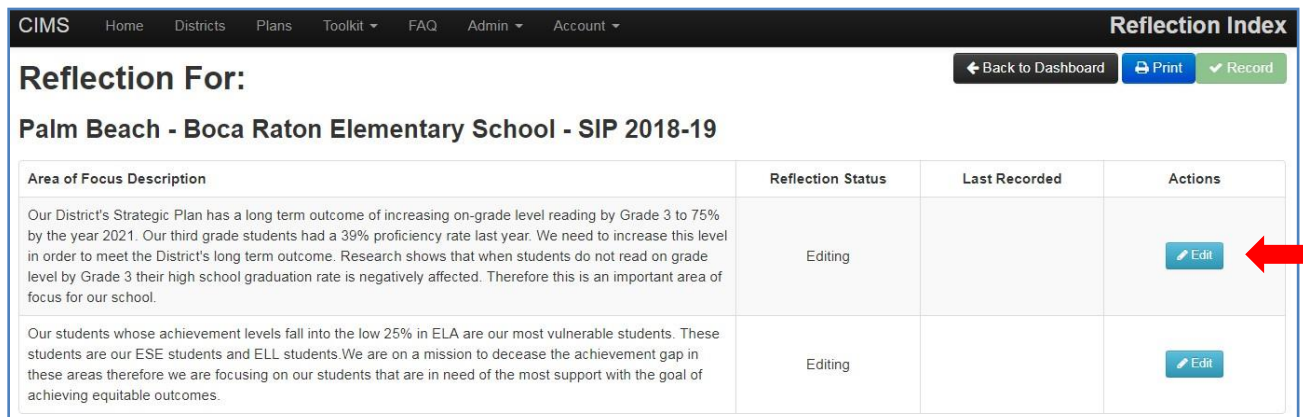 CIMS Home Districts Plans Toolkit FAQ Admin Account Reflection Index
Reflection For:
Back to Dashboard Print Record
Palm Beach - Boca Raton Elementary School - SIP 2018-19
Area of Focus Description Reflection Status Last Recorded Actions
Our District's Strategic Plan has a long term outcome of increasing on-grade level reading by Grade 3 to 75%
by the year 2021. Our third grade students had a 39% proficiency rate last year. We need to increase this level
in order to meet the District's long term outcome. Research shows that when students do not read on grade
level by Grade 3 their high school graduation rate is negatively affected. Therefore this is an important area of
focus for our school.
Editing
Edit
Our students whose achievement levels fall into the low 25% in ELA are our most vulnerable students. These
students are our ESE students and ELL students.We are on a mission to decease the achievement gap in
these areas therefore we are focusing on our students that are in need of the most support with the goal of
achieving equitable outcomes.
Editing
Edit